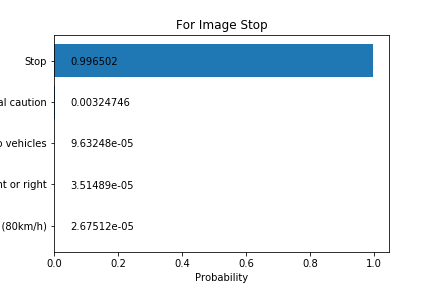 For Image Stop
Stop 0.996502
al caution 0.00324746
vehicles 9.63248e-05
nt or right 3.51489e-05
(80km/h) 2.67512e-05
0.0 0.2 0.4 0.6 0.8 1.0
Probability